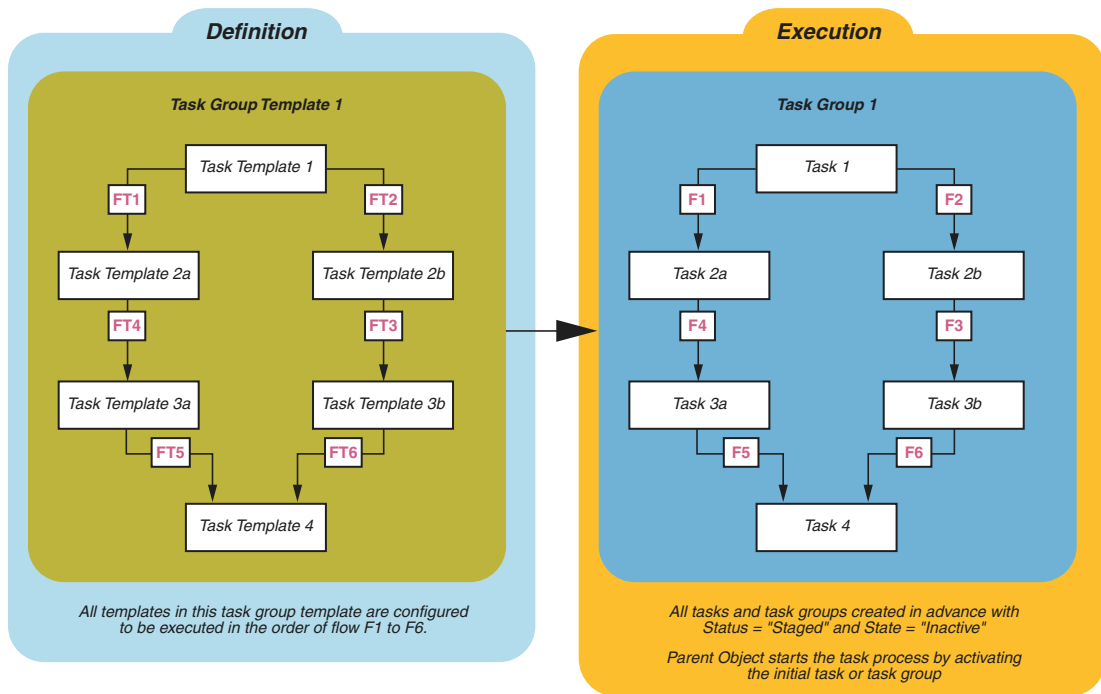 Definition
Task Group Template 1
Task Template 1
FT1
FT2
Task Template 2a
Task Template 2b
FT4
FT3
Task Template 3a
Task Template 3b
FT5
FT6
Task Template 4
All templates in this task group template are configured
to be executed in the order of flow F1 to F6.
Execution
Task Group 1
Task 1
F1
F2
Task 2a
Task 2b
F4
F3
Task 3a
Task 3b
F5
F6
Task 4
All tasks and task groups created in advance with
Status = "Staged" and State = "Inactive"
Parent Object starts the task process by activating
the initial task or task group